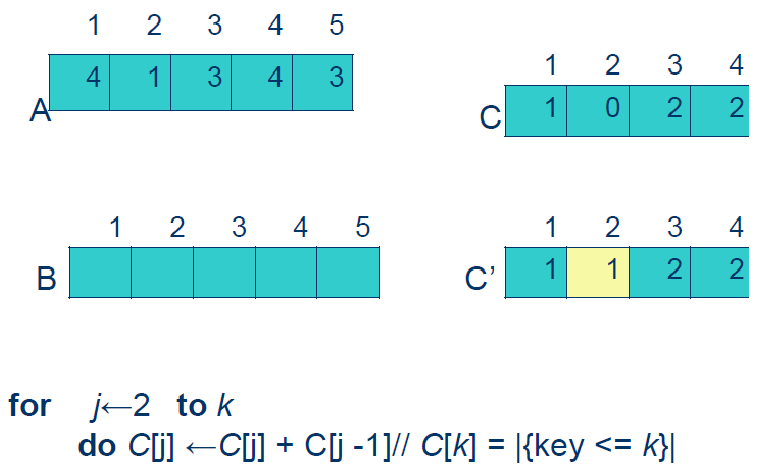 1 2 3 4 5
4 1 3 4 3
A
1 2 3 4
C 1 0 2 2
1 2 3 4 5
B
1 2 3 4
C' 1 1 2 2
for j←2 to k
do C[j] ←C[j] + C[j -1]// C[k] = |{key <= k}|